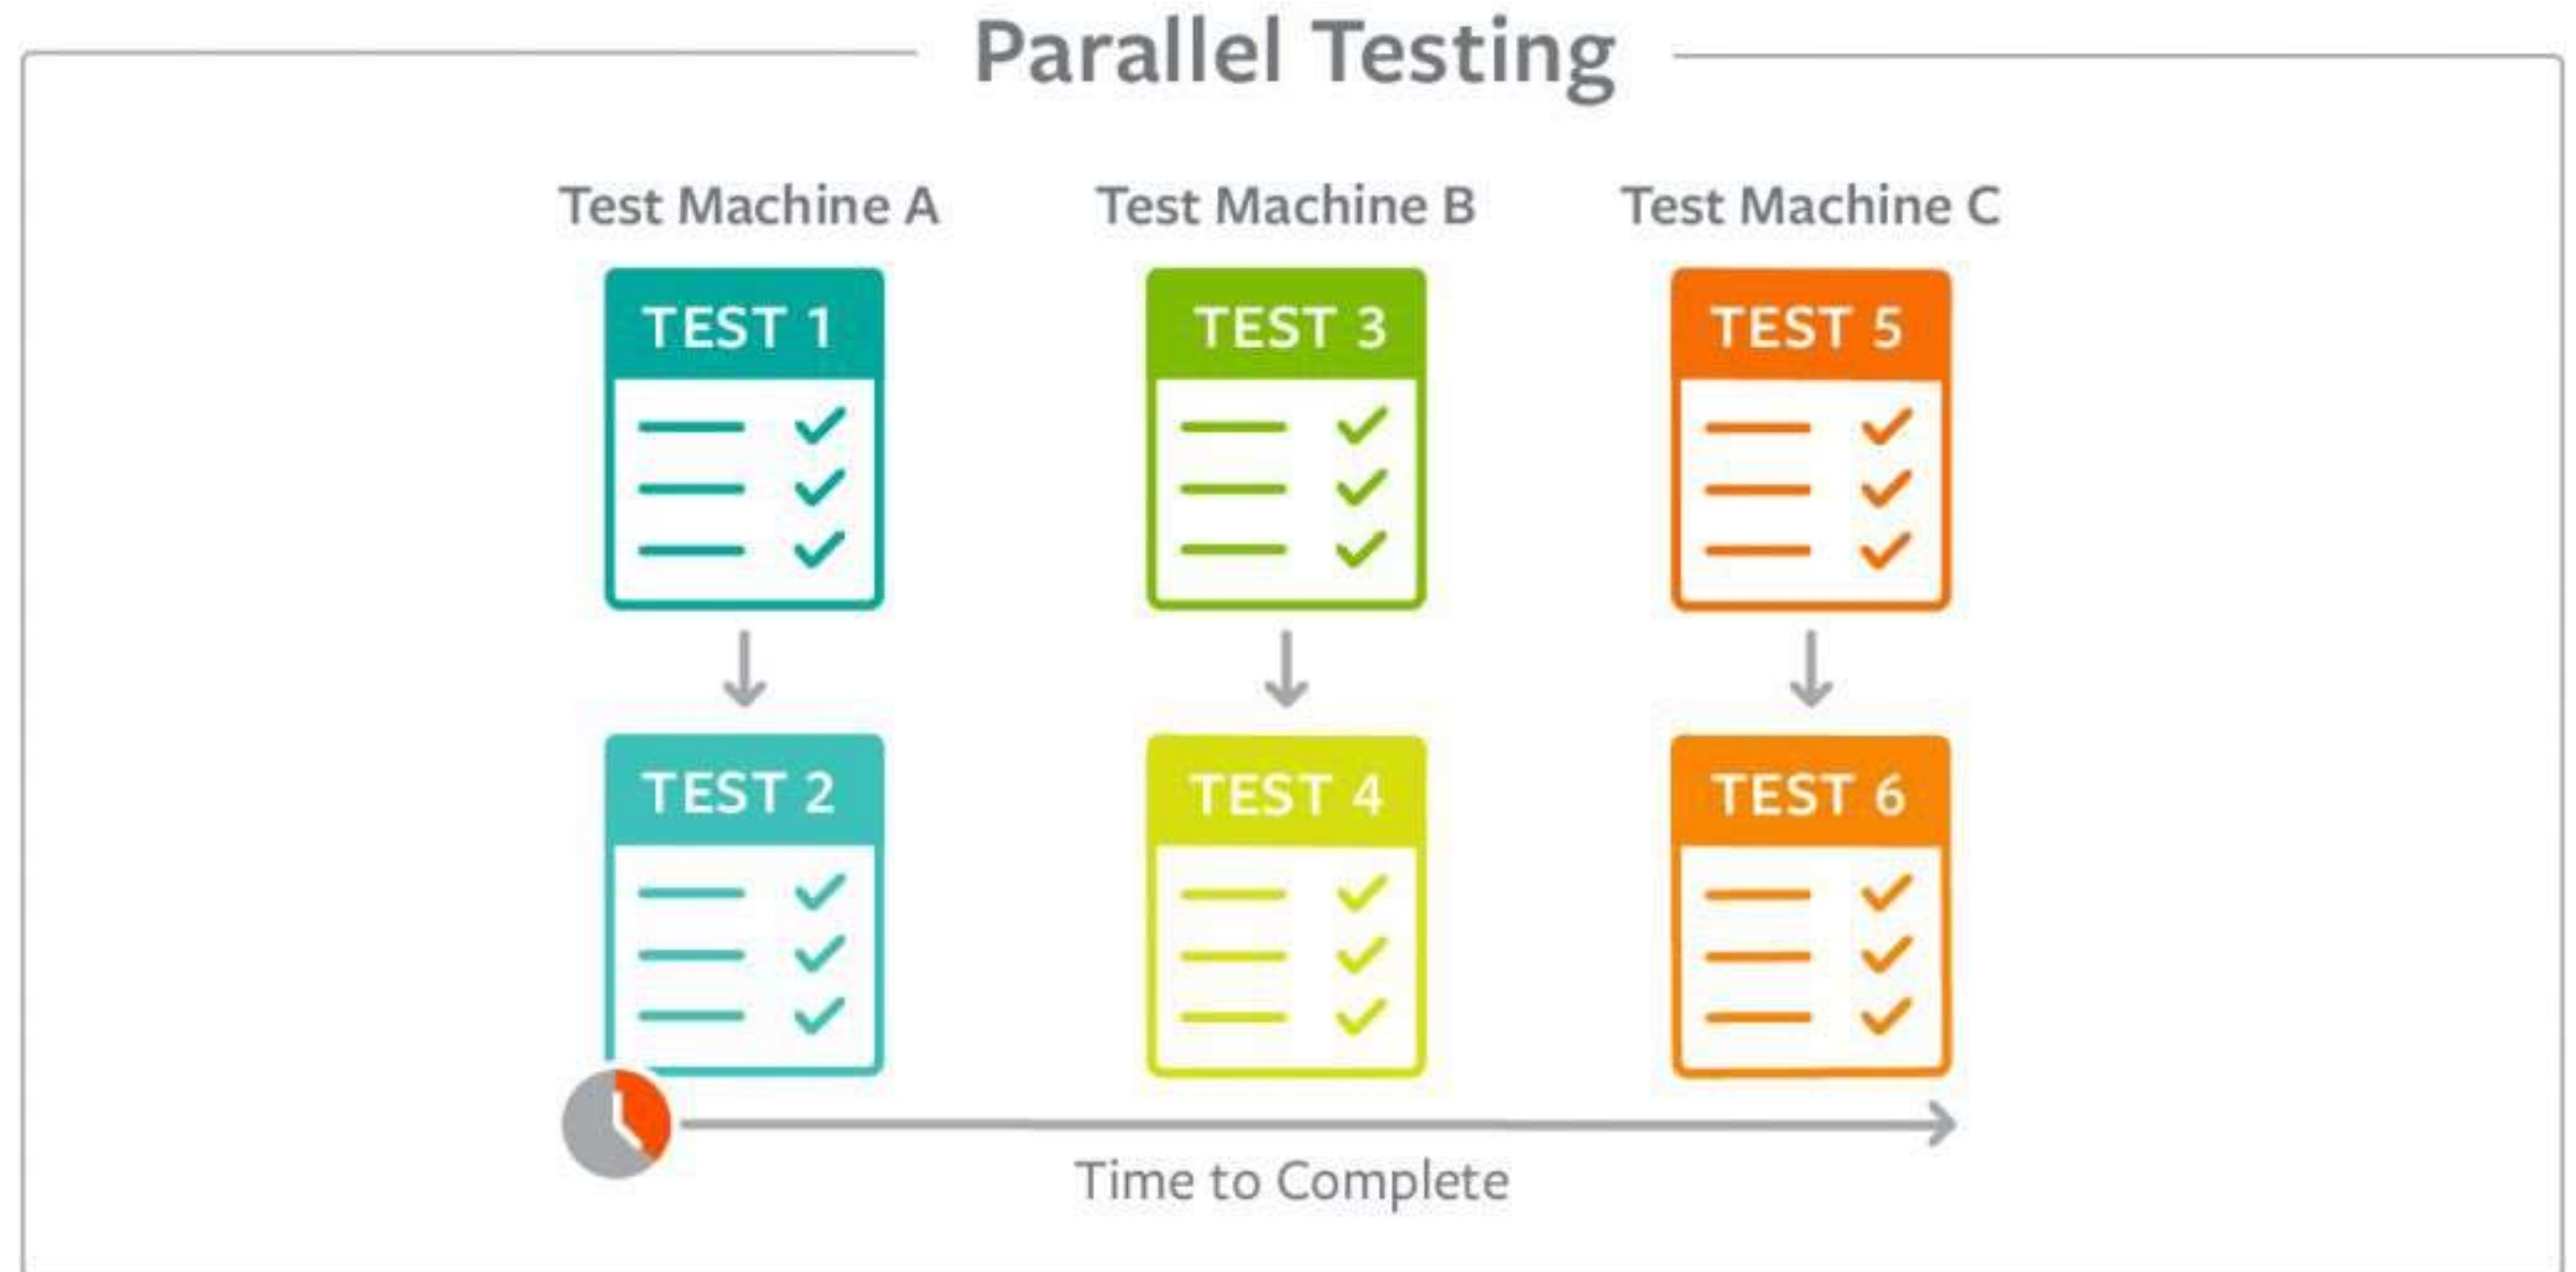 Parallel Testing
Test Machine A
Test Machine B
Test Machine C
TEST 1
TEST 3
TEST 5
TEST 2
TEST 4
TEST 6
Time to Complete